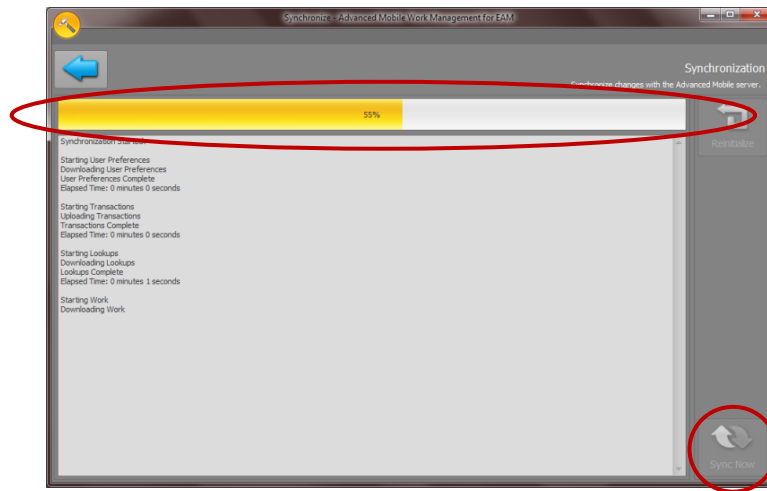 Synchronize - Advanced Mobile Work Management for EAM
Synchronization
Synchronize changes with the Advanced Mobile server.
55%
Reinitialize
Synchronization Started.
Starting User Preferences
Downloading User Preferences
User Preferences Complete
Elapsed Time: 0 minutes 0 seconds
Starting Transactions
Uploading Transactions
Transactions Complete
Elapsed Time: 0 minutes 0 seconds
Starting Lookups
Downloading Lookups
Lookups Complete
Elapsed Time: 0 minutes 1 seconds
Starting Work
Downloading Work
Sync Now